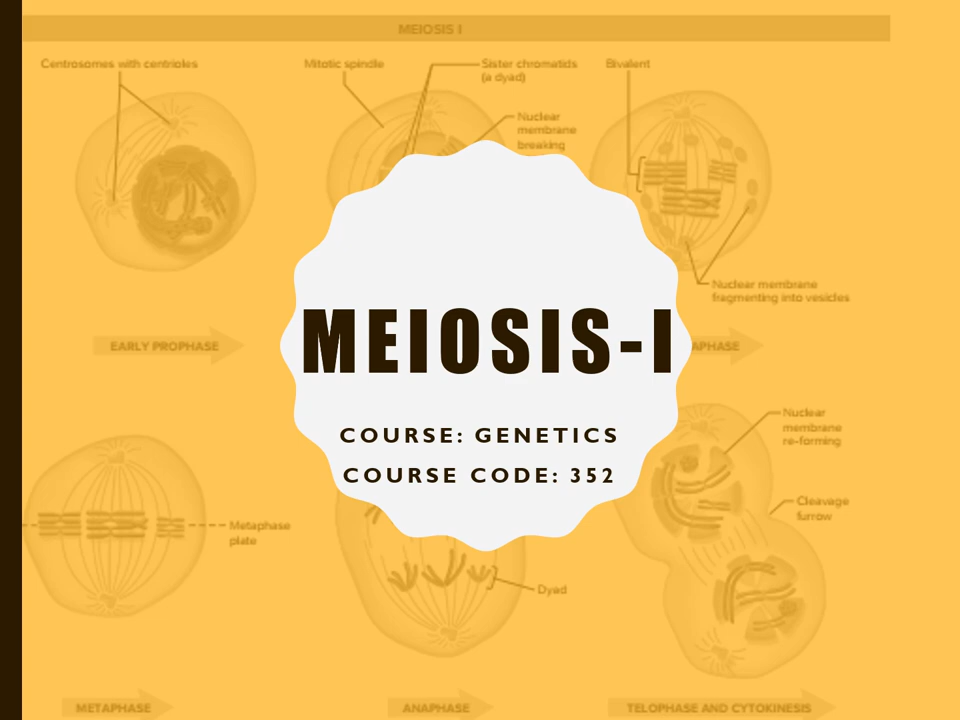 MEIOSIS I
Centrosomes with centrioles
Mitotic spindle
Sister chromatids
(a dyad)
Bivalent
Nuclear
membrane
breaking
Nuclear membrane
fragmenting into vesicles
MEIOSIS-I
EARLY PROPHASE
APHASE
COURSE: GENETICS
COURSE CODE: 352
Nuclear
membrane
re-forming
Cleavage
furrow
Metaphase
plate
Dyad
METAPHASE
ANAPHASE
TELOPHASE AND CYTOKINESIS